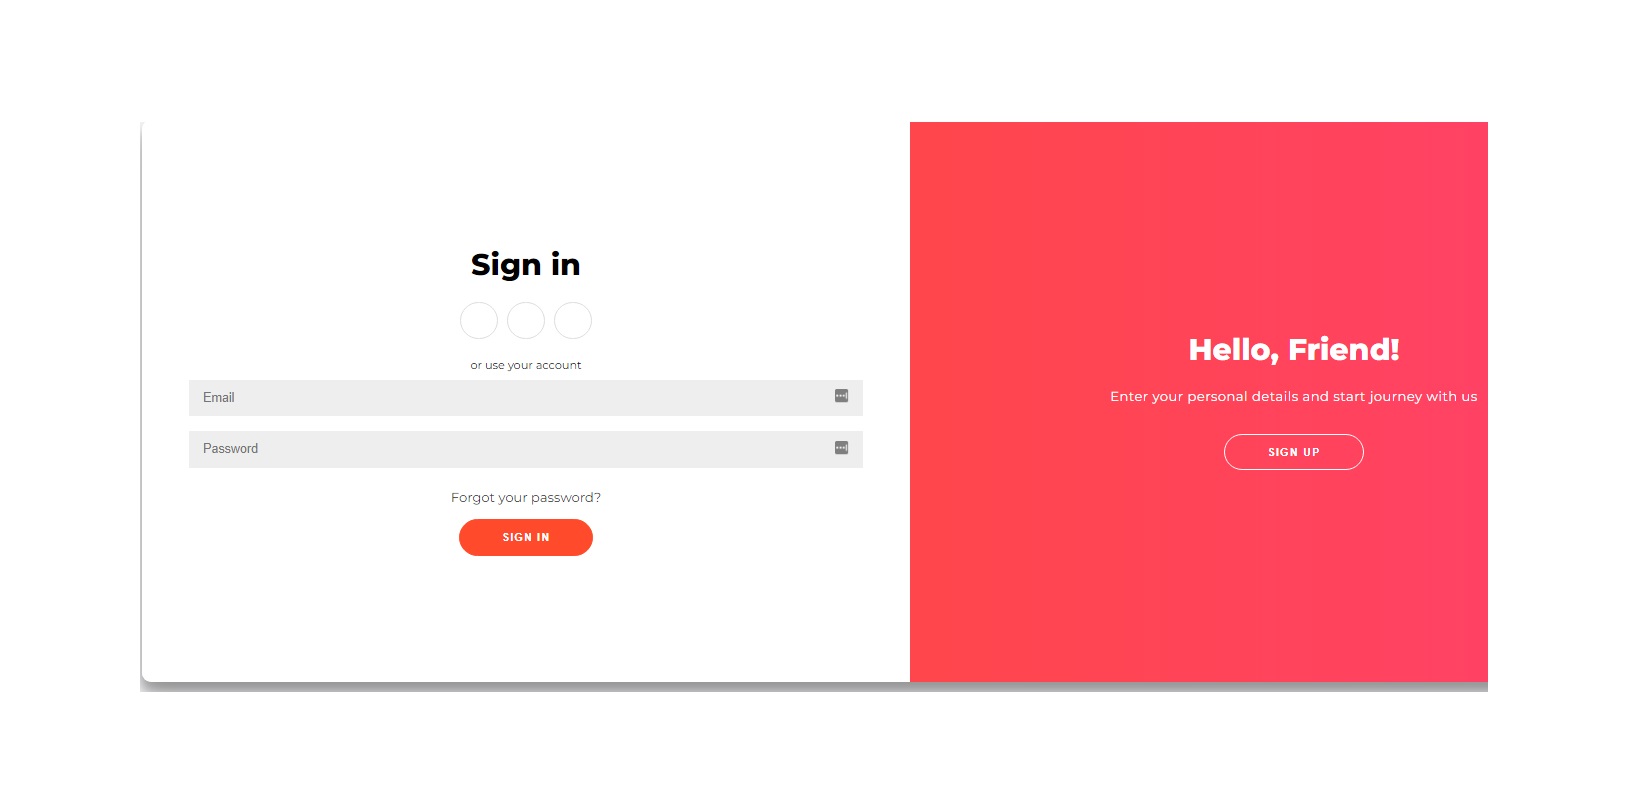 Sign in
or use your account
Email
Password
Forgot your password?
SIGN IN
Hello, Friend!
Enter your personal details and start journey with us
SIGN UP